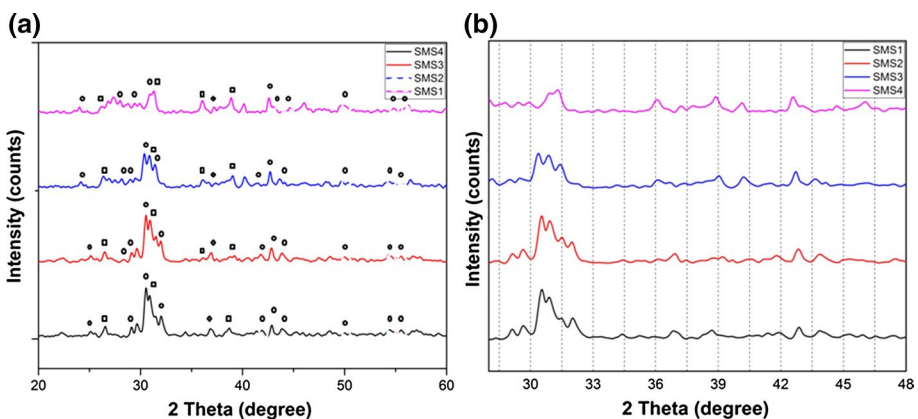 (a)
SMS4
SMS3
SMS2
SMS1
Intensity (counts)
20 30 40 50 60
2 Theta (degree)
(b)
SMS1
SMS2
SMS3
SMS4
Intensity (counts)
30 33 36 39 42 45 48
2 Theta (degree)